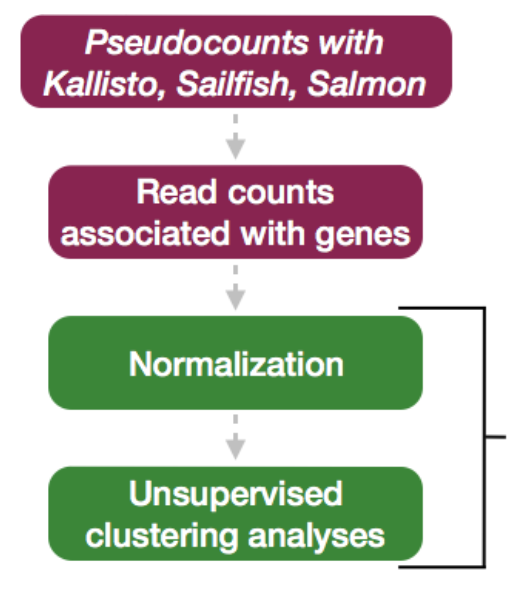 Pseudocounts with
Kallisto, Sailfish, Salmon
Read counts
associated with genes
Normalization
Unsupervised
clustering analyses